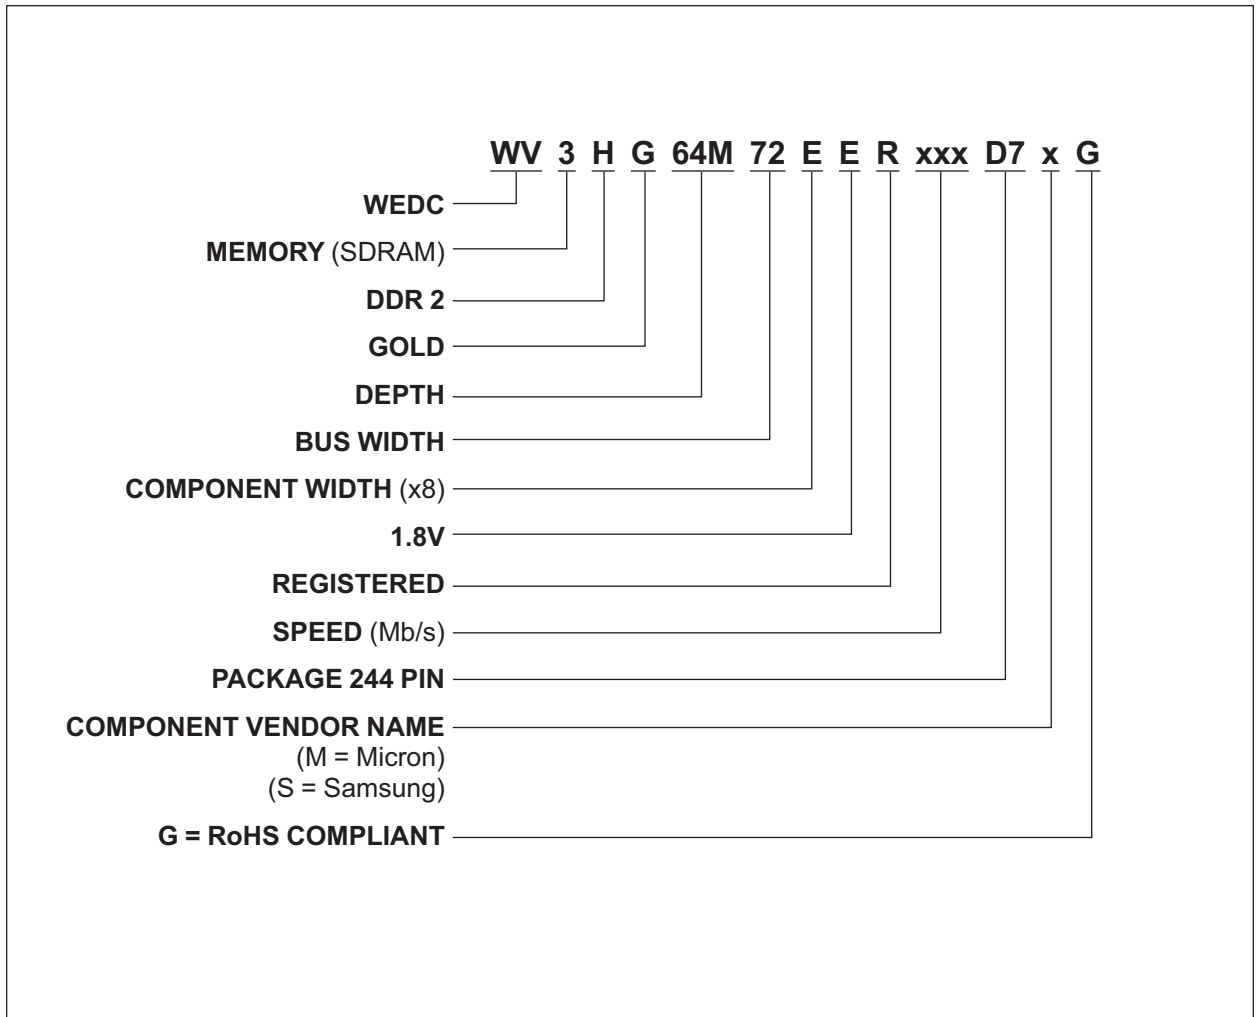 WV 3 H G 64M 72 E E R xxx D7 x G
WEDC
MEMORY (SDRAM)
DDR 2
GOLD
DEPTH
BUS WIDTH
COMPONENT WIDTH (x8)
1.8V
REGISTERED
SPEED (Mb/s)
PACKAGE 244 PIN
COMPONENT VENDOR NAME
(M = Micron)
(S = Samsung)
G = RoHS COMPLIANT